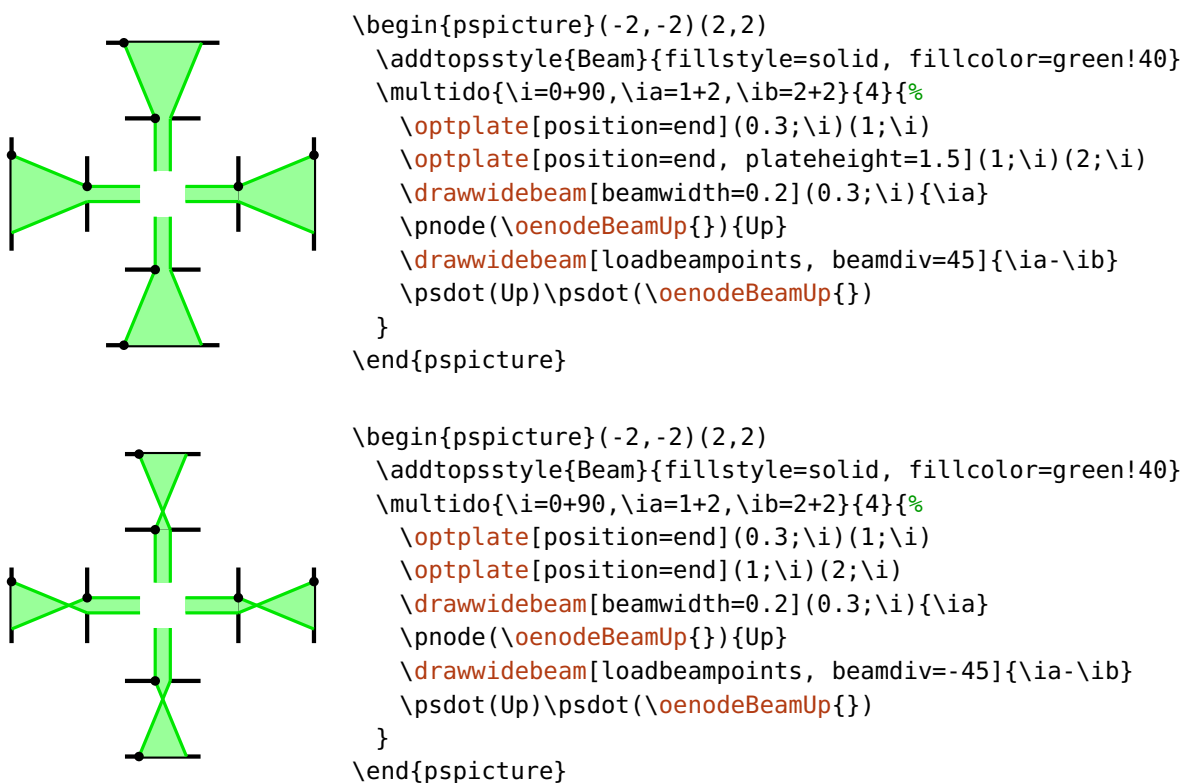 \begin{pspicture}(-2,-2)(2,2)
  \addtopsstyle{Beam}{fillstyle=solid, fillcolor=green!40}
  \multido{\i=0+90,\ia=1+2,\ib=2+2}{4}{%
    \optplate[position=end](0.3;\i)(1;\i)
    \optplate[position=end, plateheight=1.5](1;\i)(2;\i)
    \drawwidebeam[beamwidth=0.2](0.3;\i){\ia}
    \pnode(\oenodeBeamUp{}){Up}
    \drawwidebeam[loadbeampoints, beamdiv=45]{\ia-\ib}
    \psdot(Up)\psdot(\oenodeBeamUp{})
  }
\end{pspicture}
\begin{pspicture}(-2,-2)(2,2)
  \addtopsstyle{Beam}{fillstyle=solid, fillcolor=green!40}
  \multido{\i=0+90,\ia=1+2,\ib=2+2}{4}{%
    \optplate[position=end](0.3;\i)(1;\i)
    \optplate[position=end](1;\i)(2;\i)
    \drawwidebeam[beamwidth=0.2](0.3;\i){\ia}
    \pnode(\oenodeBeamUp{}){Up}
    \drawwidebeam[loadbeampoints, beamdiv=-45]{\ia-\ib}
    \psdot(Up)\psdot(\oenodeBeamUp{})
  }
\end{pspicture}